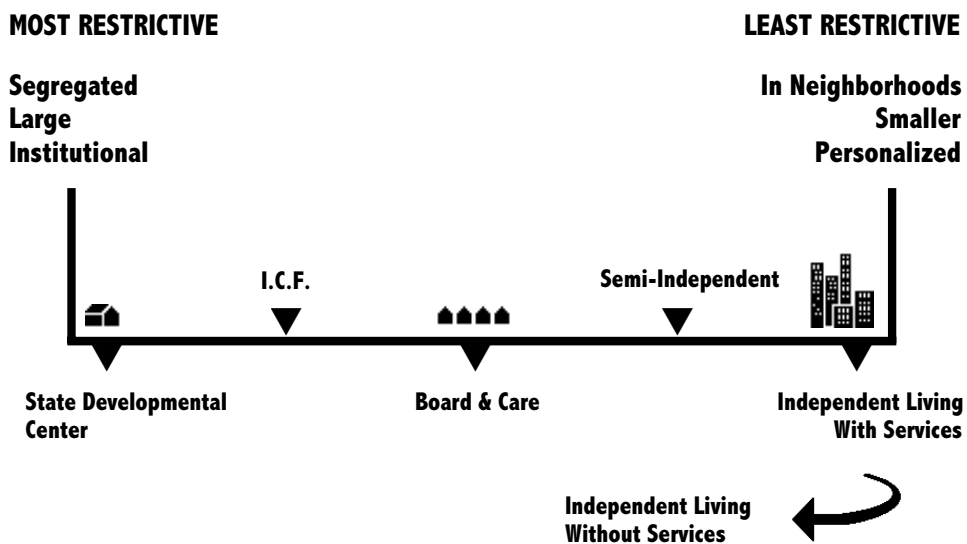 MOST RESTRICTIVE
LEAST RESTRICTIVE
Segregated
Large
Institutional
In Neighborhoods
Smaller
Personalized
I.C.F.
Semi-Independent
State Developmental
Center
Board & Care
Independent Living
With Services
Independent Living
Without Services